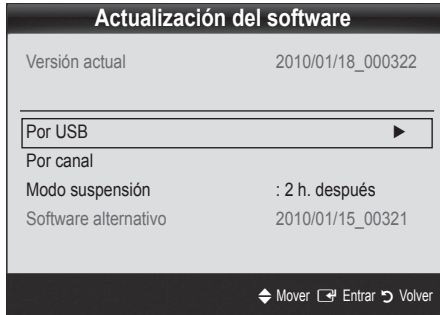 Actualización del software
Versión actual 2010/01/18_000322
Por USB ▶
Por canal
Modo suspensión : 2 h. después
Software alternativo 2010/01/15_00321
Mover Entrar Volver